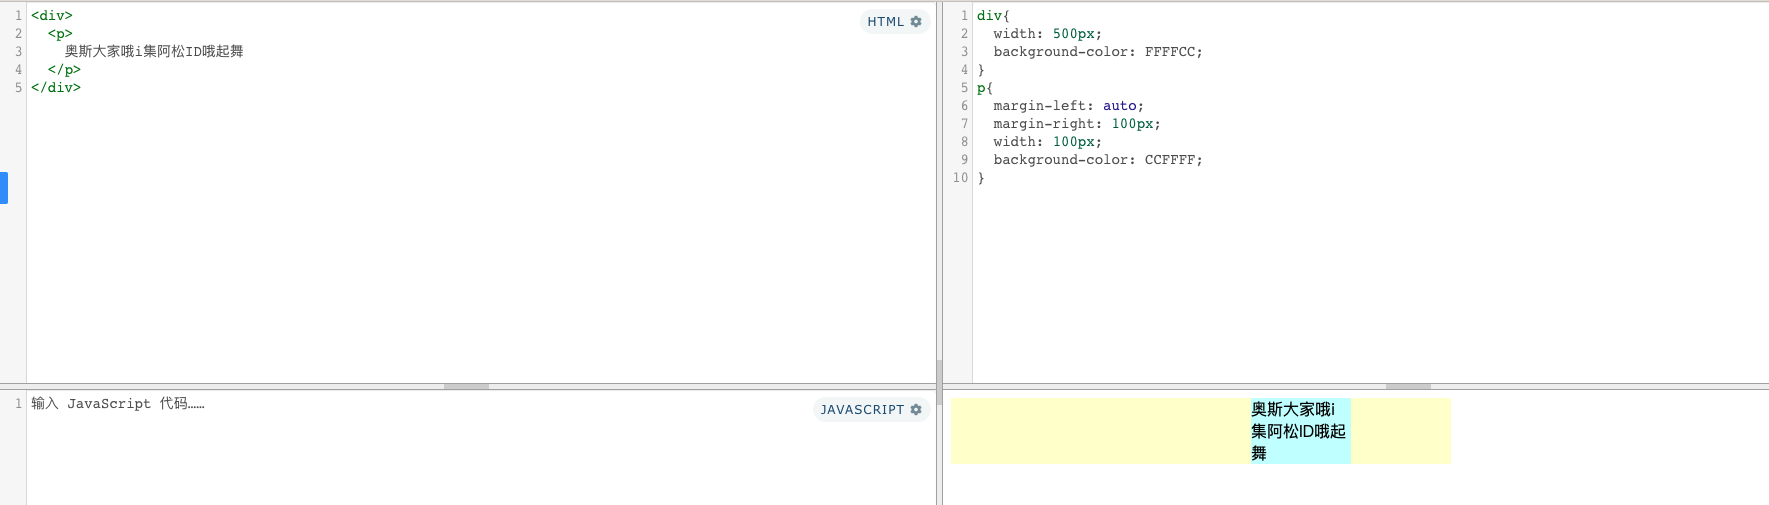 1 <div>
2 <p>
3 奥斯大家哦i集阿松ID哦起舞
4 </p>
5 </div>
HTML
1 div{
2 width: 500px;
3 background-color: FFFFCC;
4 }
5 p{
6 margin-left: auto;
7 margin-right: 100px;
8 width: 100px;
9 background-color: CCFFFF;
10 }
1 输入 JavaScript 代码……
JAVASCRIPT
奥斯大家哦i
集阿松ID哦起
舞